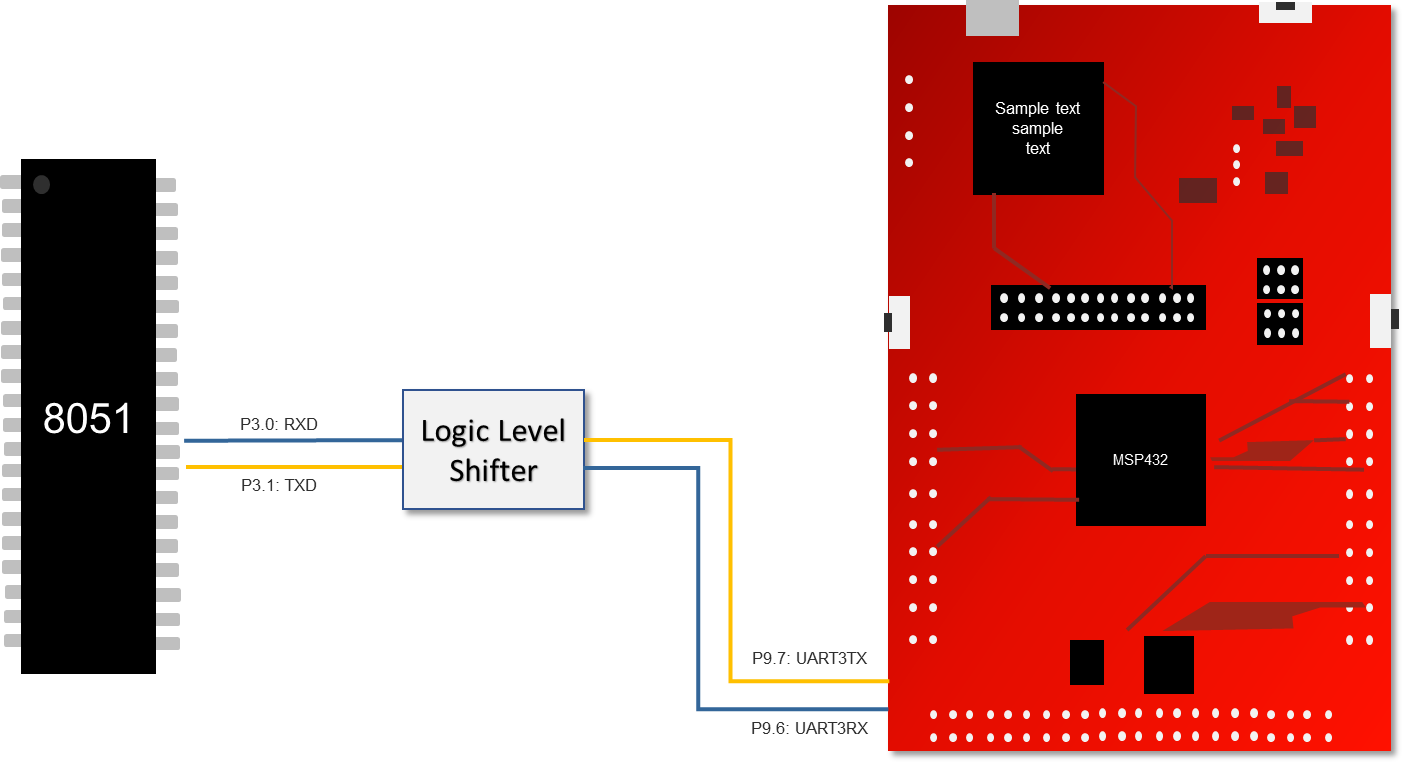 Sample text
sample
text
8051
P3.0: RXD
P3.1: TXD
Logic Level
Shifter
MSP432
P9.7: UART3TX
P9.6: UART3RX